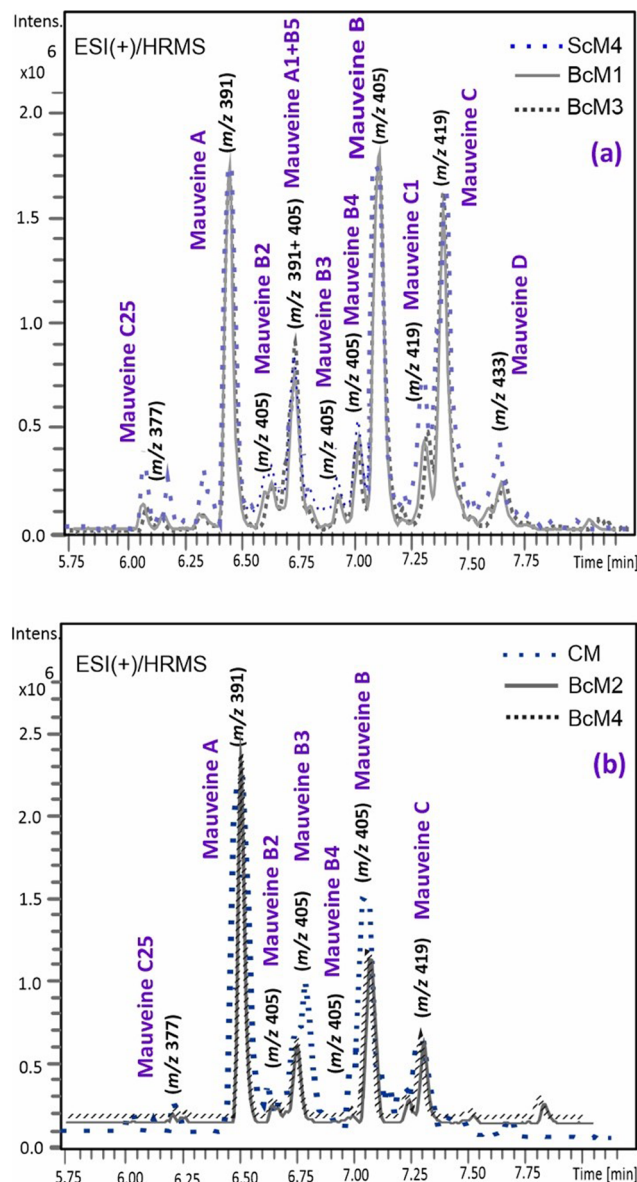 Intens.
6
x10
ESI(+)/HRMS
ScM4
BcM1
BcM3
(a)
2.0
1.5
1.0
0.5
0.0
Mauveine C25
(m/z 377)
Mauveine A
(m/z 391)
Mauveine B2
(m/z 405)
Mauveine A1+B5
(m/z 391+ 405)
Mauveine B3
(m/z 405)
Mauveine B4
(m/z 405)
Mauveine B
(m/z 405)
Mauveine C1
(m/z 419)
Mauveine C
(m/z 419)
Mauveine D
(m/z 433)
5.75 6.00 6.25 6.50 6.75 7.00 7.25 7.50 7.75 Time [min]
Intens.
6
x10
ESI(+)/HRMS
CM
BcM2
BcM4
(b)
2.5
2.0
1.5
1.0
0.5
0.0
Mauveine C25
(m/z 377)
Mauveine A
(m/z 391)
Mauveine B2
(m/z 405)
Mauveine B3
(m/z 405)
Mauveine B4
(m/z 405)
Mauveine B
(m/z 405)
Mauveine C
(m/z 419)
5.75 6.00 6.25 6.50 6.75 7.00 7.25 7.50 7.75 Time [min]